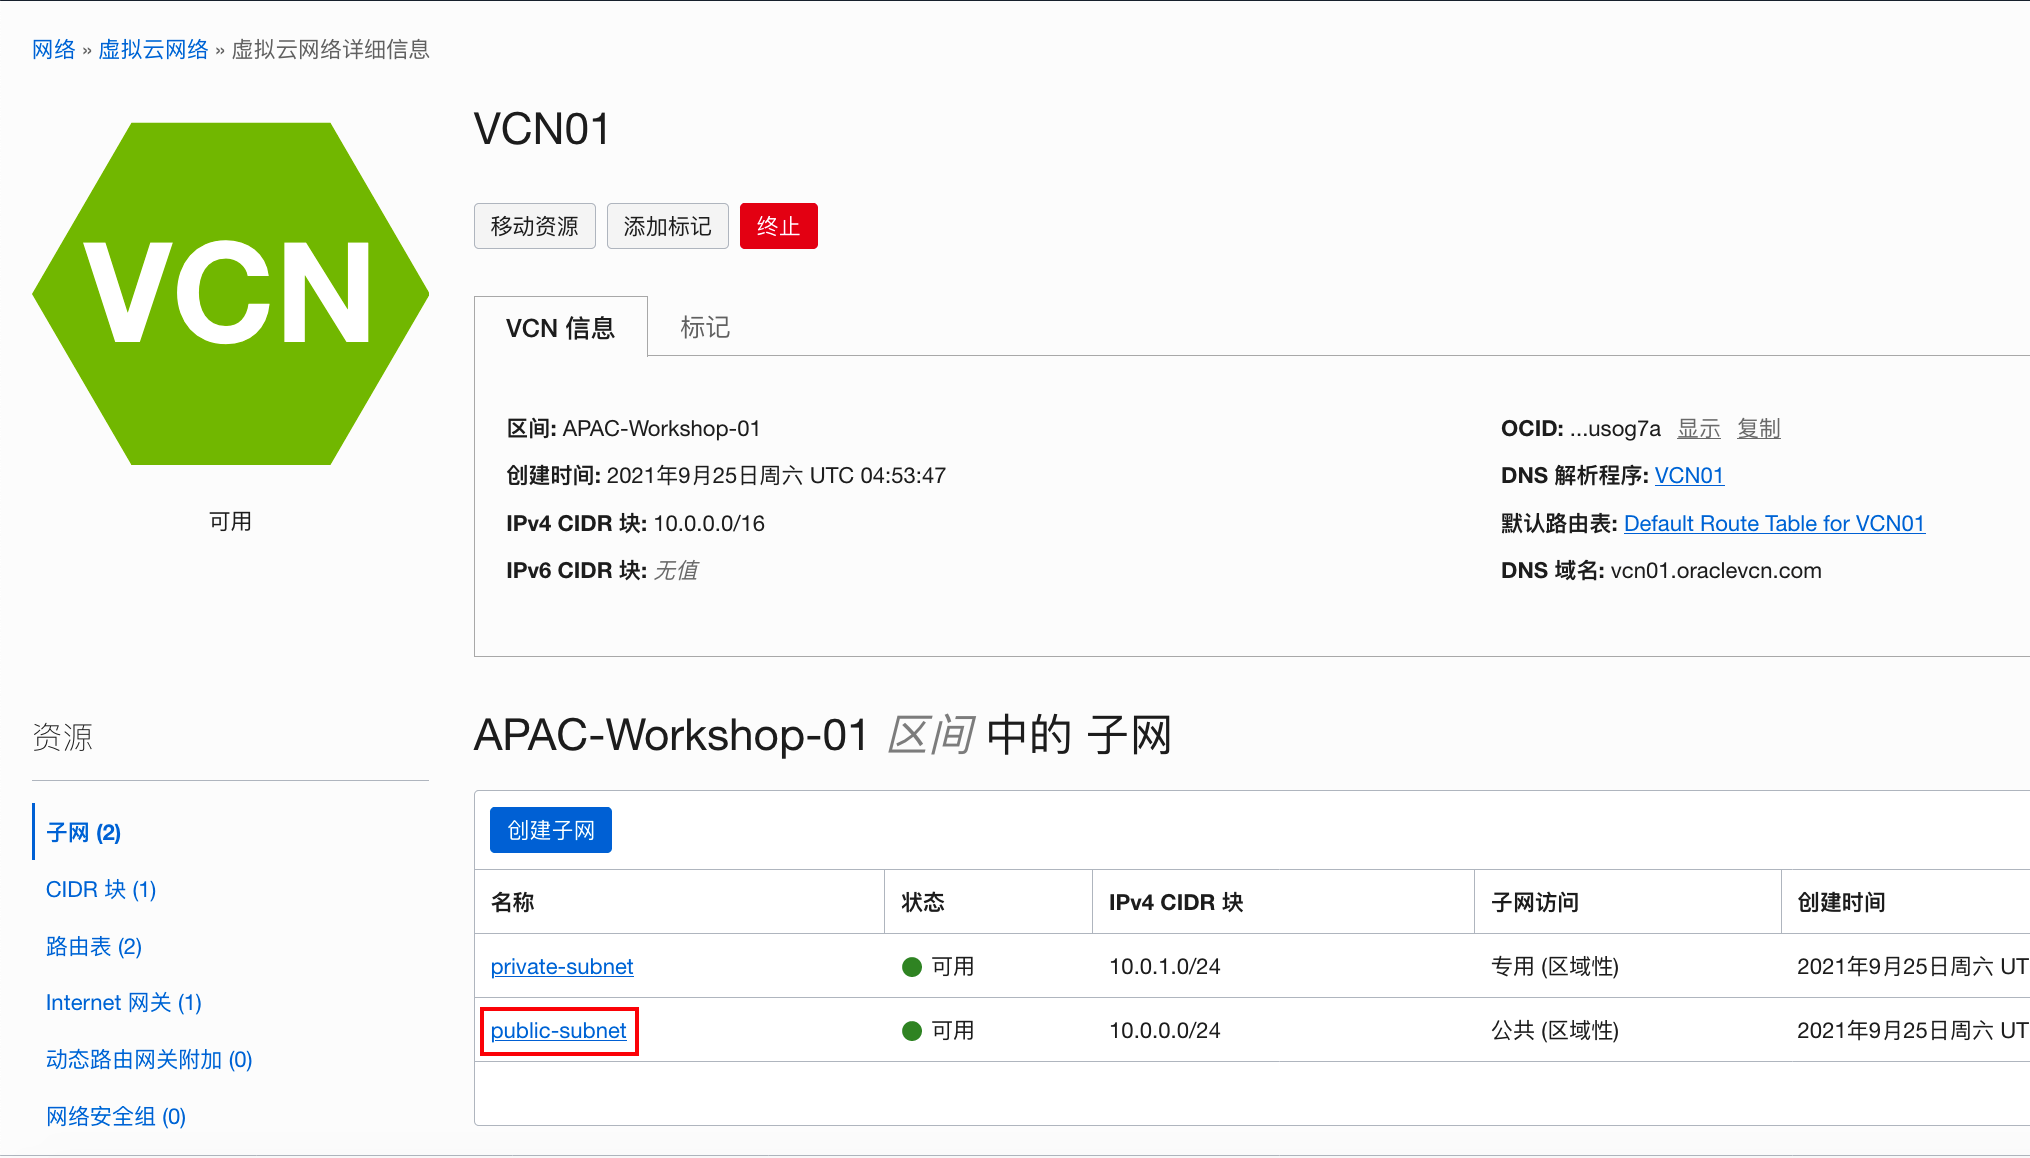 网络 » 虚拟云网络 » 虚拟云网络详细信息
VCN
可用
VCN01
移动资源 添加标记 终止
VCN 信息 标记
区间: APAC-Workshop-01
创建时间: 2021年9月25日周六 UTC 04:53:47
IPv4 CIDR 块: 10.0.0.0/16
IPv6 CIDR 块: 无值
OCID: ...usog7a 显示 复制
DNS 解析程序: VCN01
默认路由表: Default Route Table for VCN01
DNS 域名: vcn01.oraclevcn.com
资源
子网 (2)
CIDR 块 (1)
路由表 (2)
Internet 网关 (1)
动态路由网关附加 (0)
网络安全组 (0)
APAC-Workshop-01 区间 中的 子网
创建子网
名称 状态 IPv4 CIDR 块 子网访问 创建时间
private-subnet 可用 10.0.1.0/24 专用 (区域性) 2021年9月25日周六 UT
public-subnet 可用 10.0.0.0/24 公共 (区域性) 2021年9月25日周六 UT